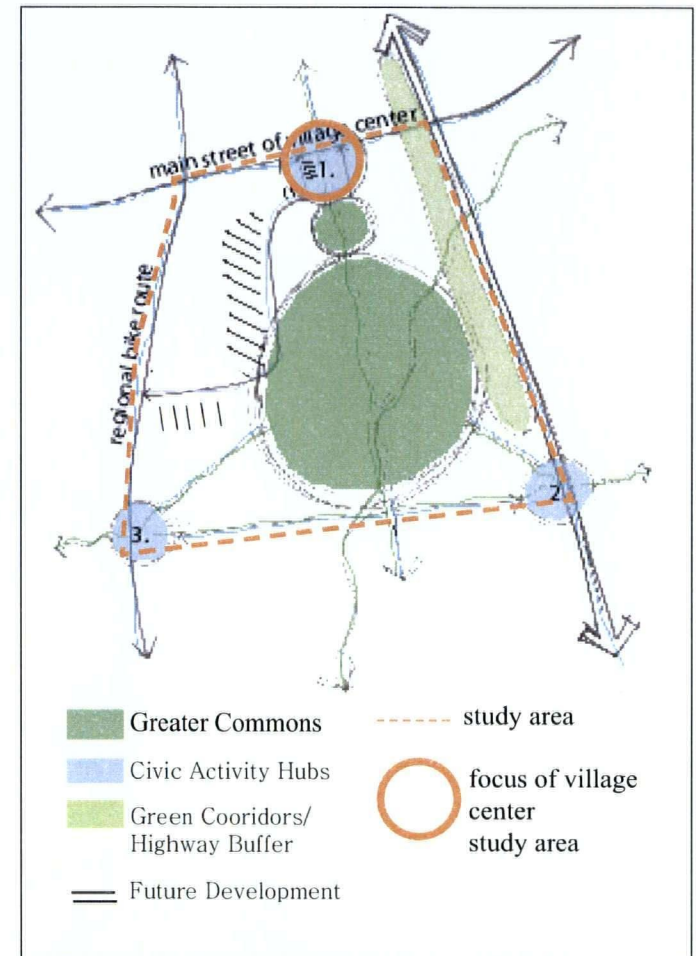 main street of village center
1.
regional bike route
2.
3.
Greater Commons
Civic Activity Hubs
Green Cooridors/
Highway Buffer
Future Development
study area
focus of village
center
study area